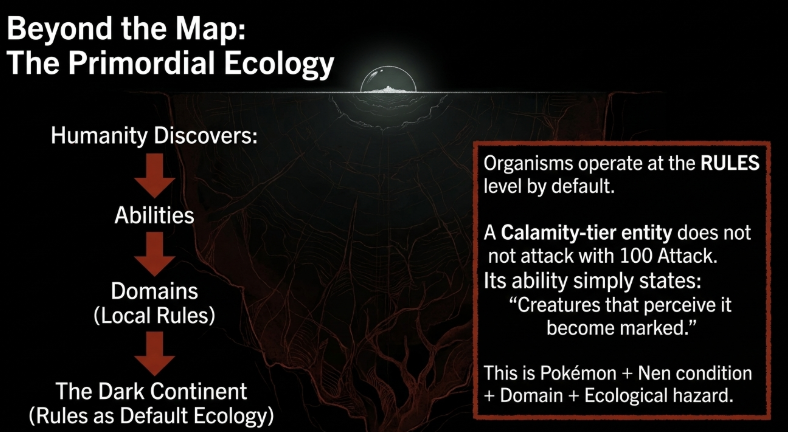 Beyond the Map:
The Primordial Ecology
Humanity Discovers:
Abilities
Domains
(Local Rules)
The Dark Continent
(Rules as Default Ecology)
Organisms operate at the RULES
level by default.
A Calamity-tier entity does not
not attack with 100 Attack.
Its ability simply states:
“Creatures that perceive it
become marked.”
This is Pokémon + Nen condition
+ Domain + Ecological hazard.